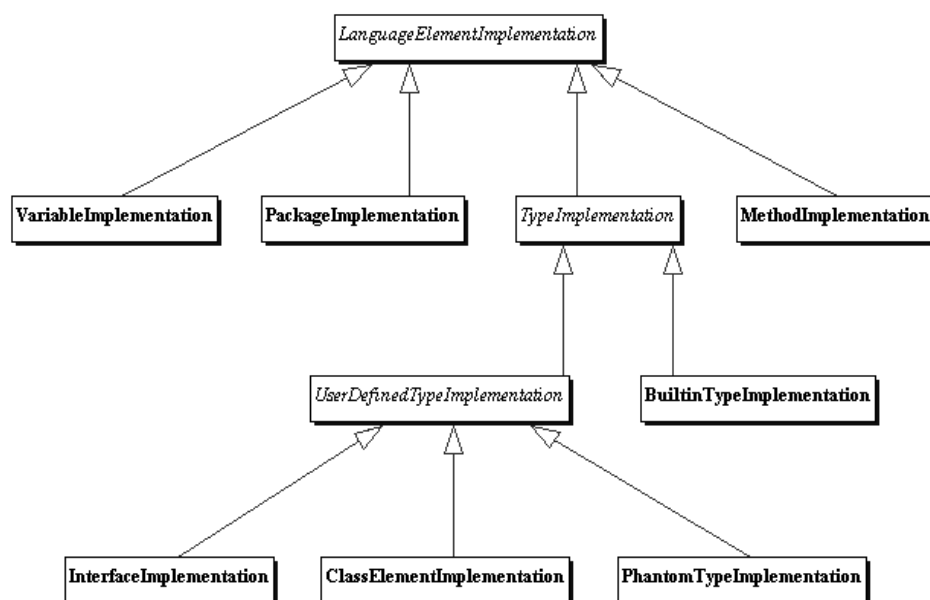 LanguageElementImplementation
VariableImplementation
PackageImplementation
TypeImplementation
MethodImplementation
UserDefinedTypeImplementation
BuiltinTypeImplementation
InterfaceImplementation
ClassElementImplementation
PhantomTypeImplementation